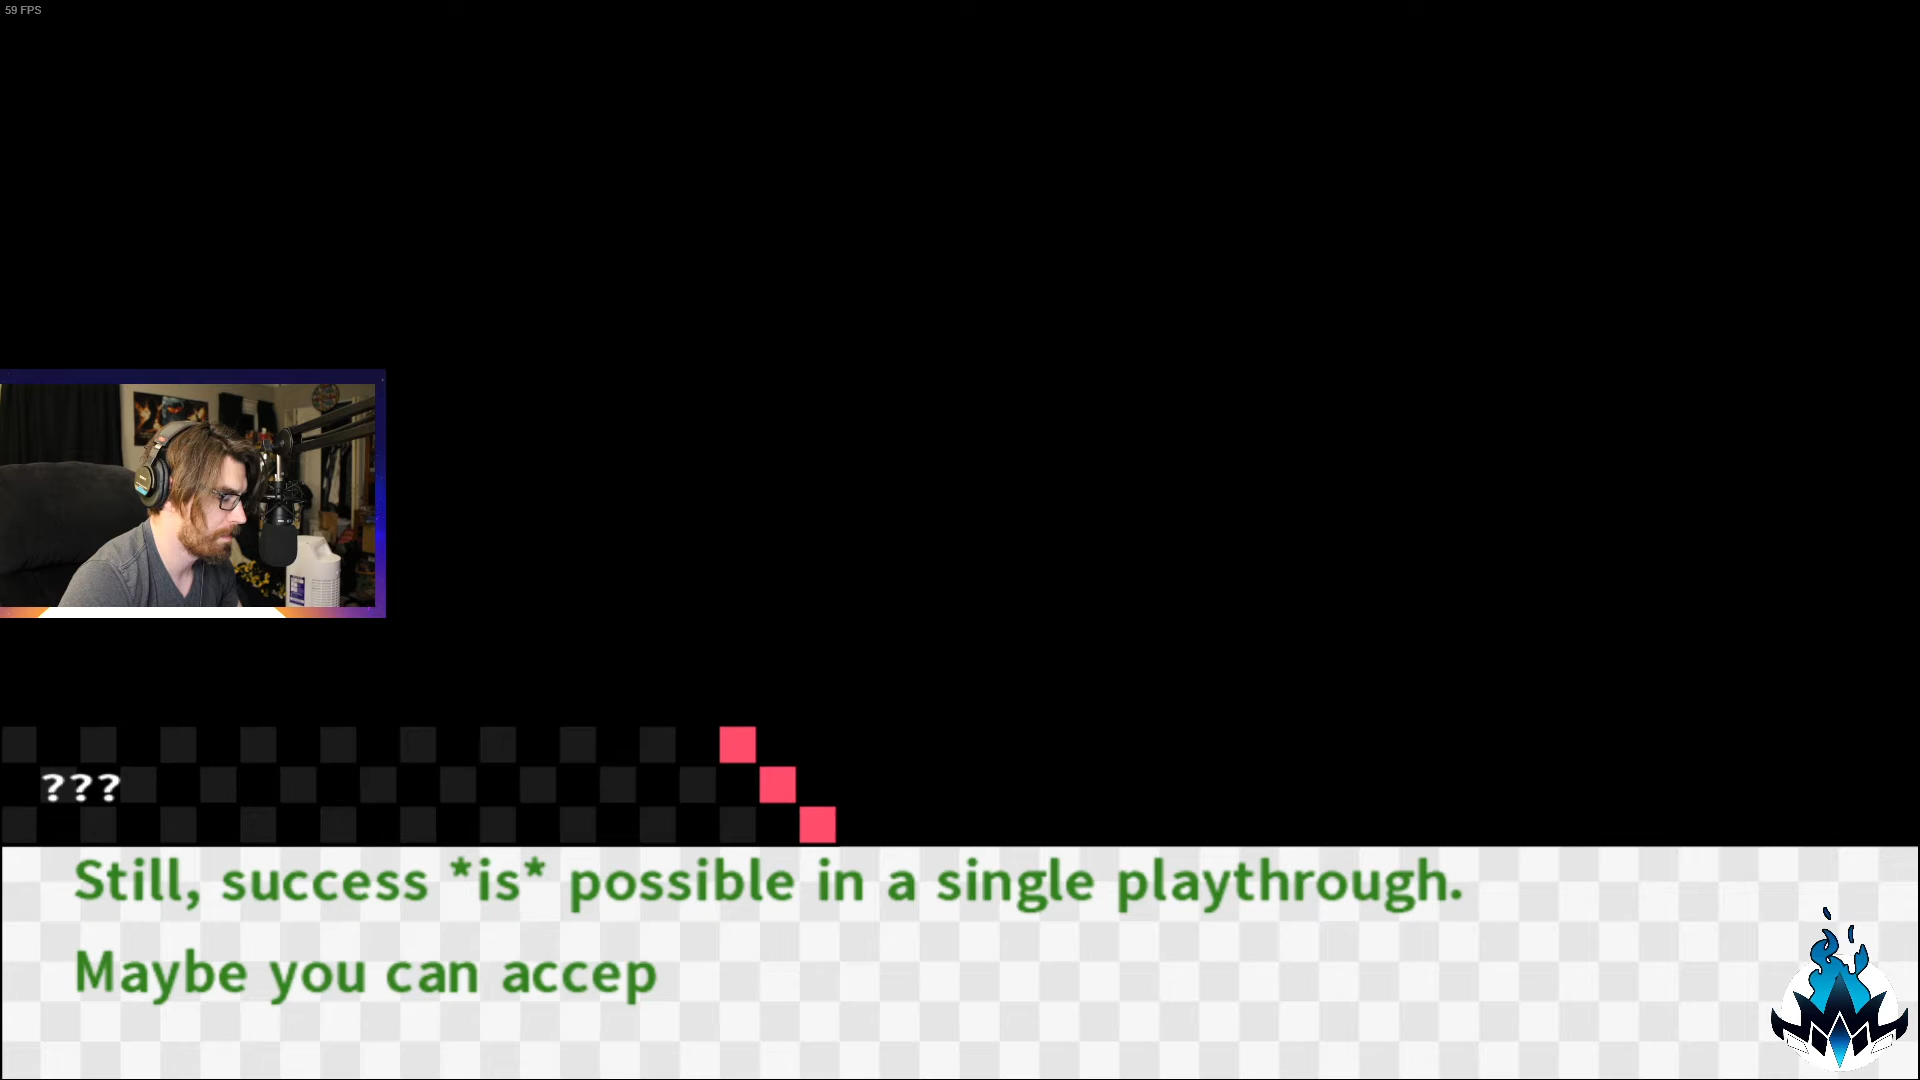 59 FPS
???
Still, success *is* possible in a single playthrough.
Maybe you can accep